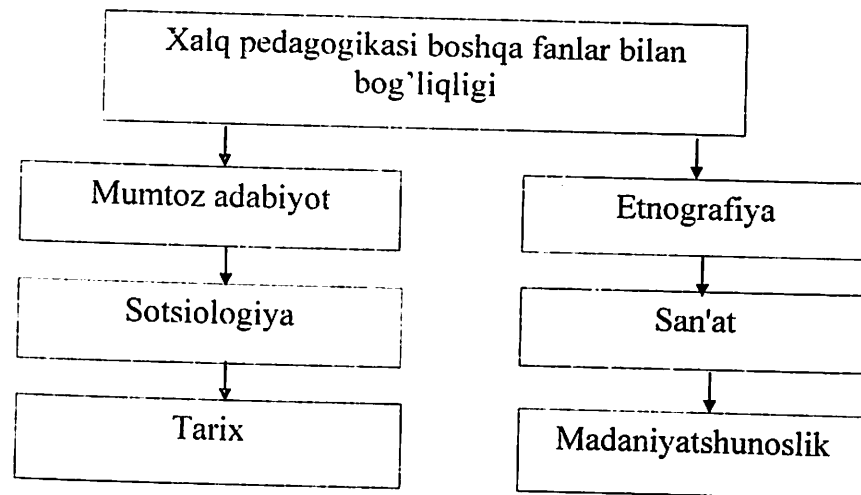 Xalq pedagogikasi boshqa fanlar bilan
bog’liqligi
Mumtoz adabiyot
Etnografiya
Sotsiologiya
San'at
Tarix
Madaniyatshunoslik